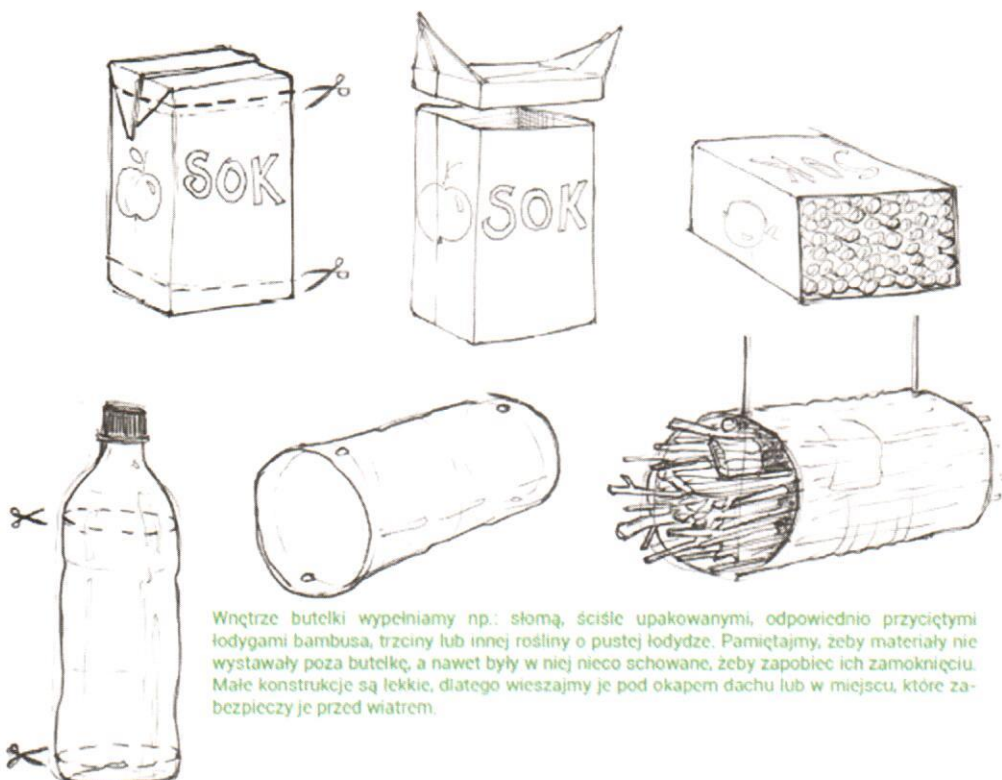 SOK
SOK
SOK
Wnętrze butelki wypełniamy np.: słomą, ściśle upakowanymi, odpowiednio przyciętymi
łodygami bambusa, trzciny lub innej rośliny o pustej łodydze. Pamiętajmy, żeby materiały nie
wystawały poza butelkę, a nawet były w niej nieco schowane, żeby zapobiec ich zamoknięciu.
Małe konstrukcje są lekkie, dlatego wieszajmy je pod okapem dachu lub w miejscu, które za-
bezpieczy je przed wiatrem.